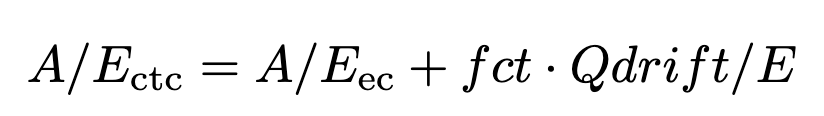 A/E_ctc = A/E_ec + fct · Qdrift/E